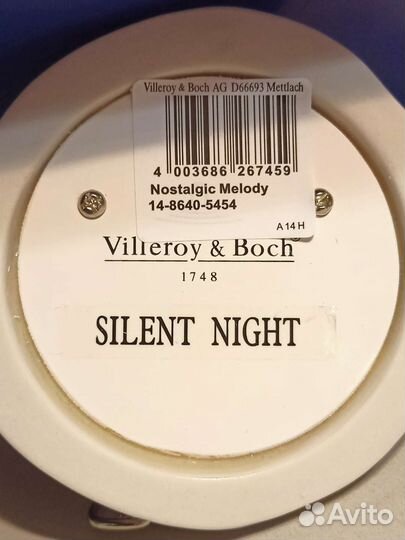 Villeroy & Boch AG D66693 Mettlach
4 003686 267459
Nostalgic Melody
14-8640-5454
A14H
Villeroy & Boch
1748
SILENT NIGHT
Avito